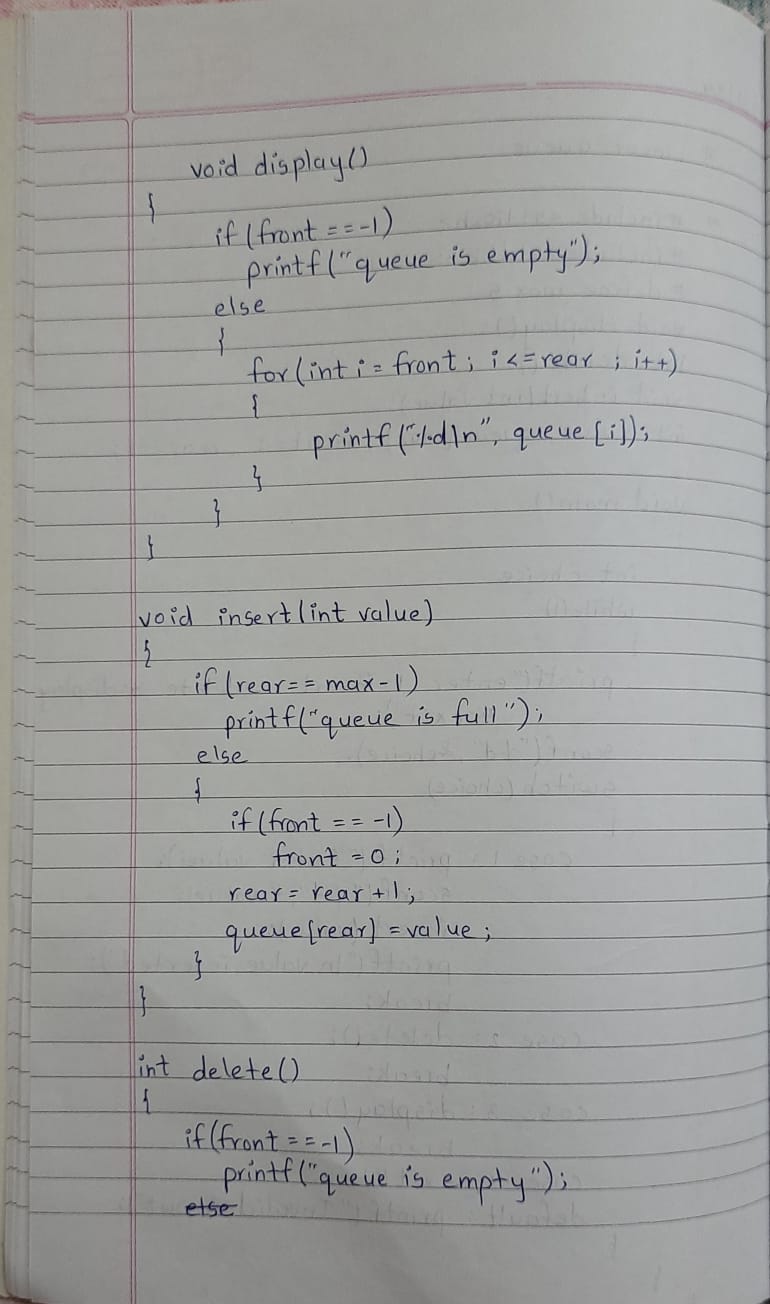 void display()
{
if(front==-1)
printf("queue is empty");
else
{
for(int i=front; i<=rear ; i++)
{
printf("%d\n", queue[i]);
}
}
}
void insert(int value)
{
if(rear==max-1)
printf("queue is full");
else
{
if(front==-1)
front=0;
rear=rear+1;
queue[rear]=value;
}
}
int delete()
{
if(front==-1)
printf("queue is empty");
else